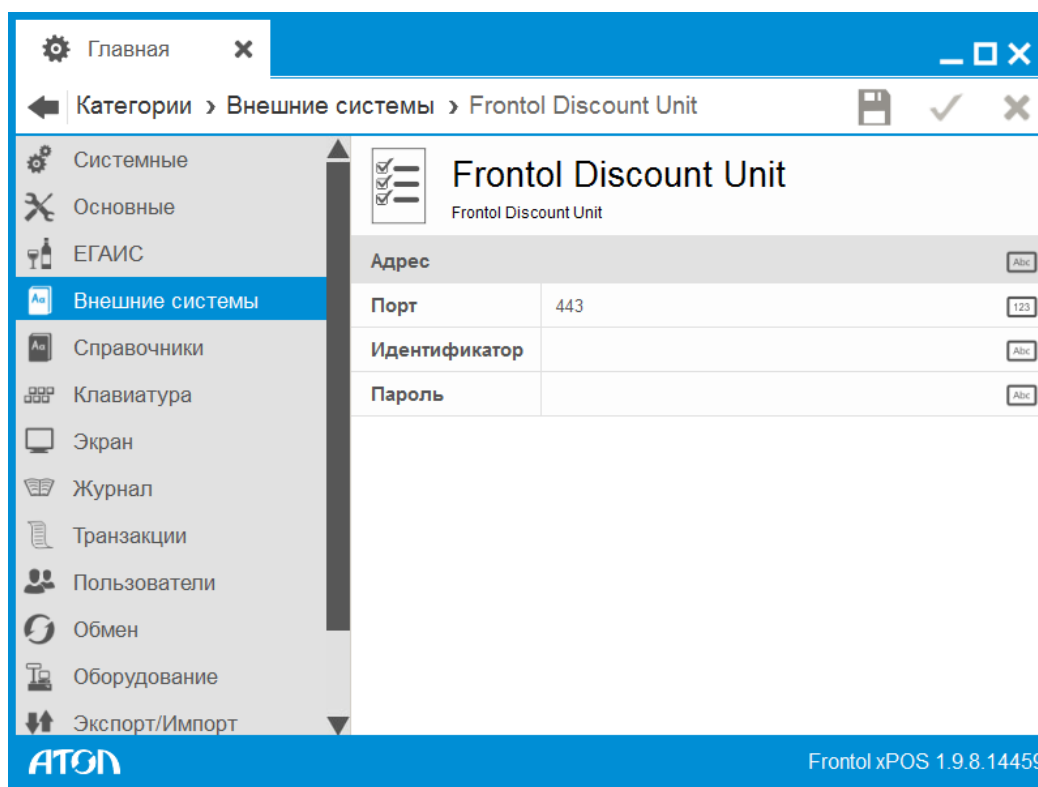 Главная
Категории › Внешние системы › Frontol Discount Unit
Системные
Основные
ЕГАИС
Внешние системы
Справочники
Клавиатура
Экран
Журнал
Транзакции
Пользователи
Обмен
Оборудование
Экспорт/Импорт
Frontol Discount Unit
Frontol Discount Unit
Адрес Abc
Порт 443 123
Идентификатор Abc
Пароль Abc
ATOL
Frontol xPOS 1.9.8.14459